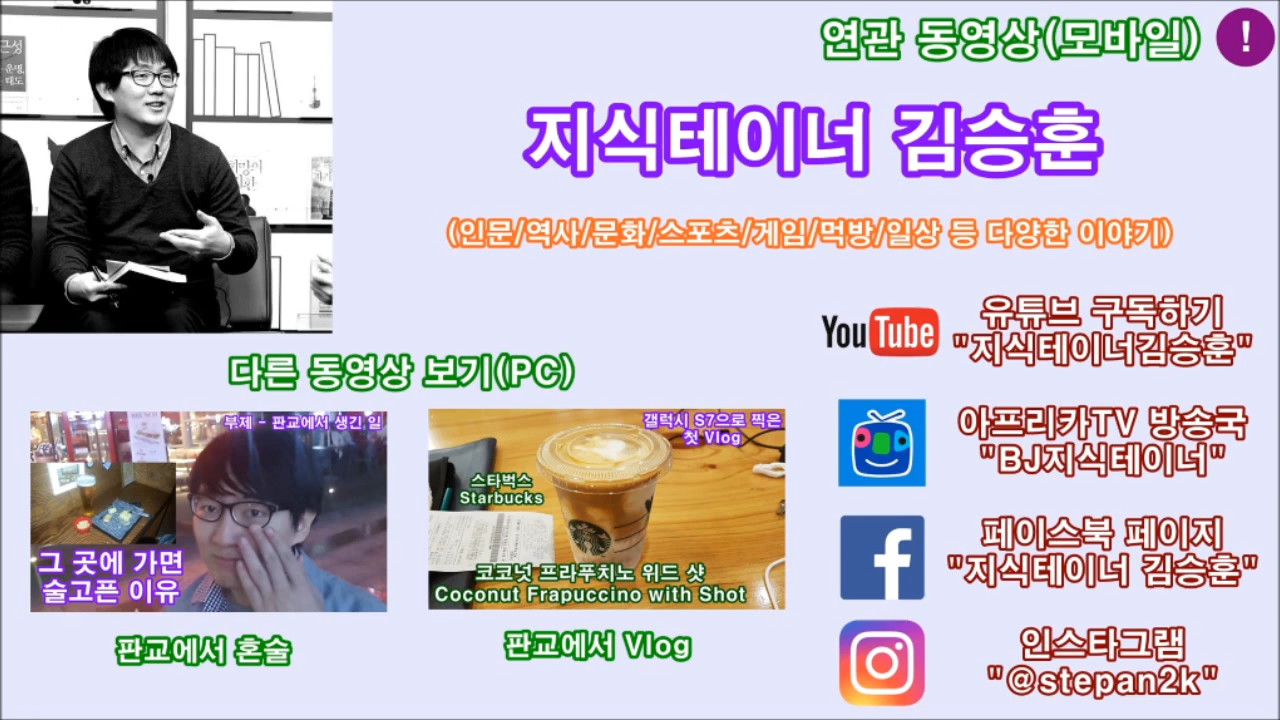 연관 동영상(모바일)
!
근성
운명,
태도
지식테이너 김승훈
(인문/역사/문화/스포츠/게임/먹방/일상 등 다양한 이야기)
YouTube
유튜브 구독하기
"지식테이너김승훈"
다른 동영상 보기(PC)
부제 - 판교에서 생긴 일
그 곳에 가면
술고픈 이유
갤럭시 S7으로 찍은
첫 Vlog
스타벅스
Starbucks
코코넛 프라푸치노 위드 샷
Coconut Frapuccino with Shot
아프리카TV 방송국
"BJ지식테이너"
페이스북 페이지
"지식테이너 김승훈"
판교에서 혼술
판교에서 Vlog
인스타그램
"@stepan2k"